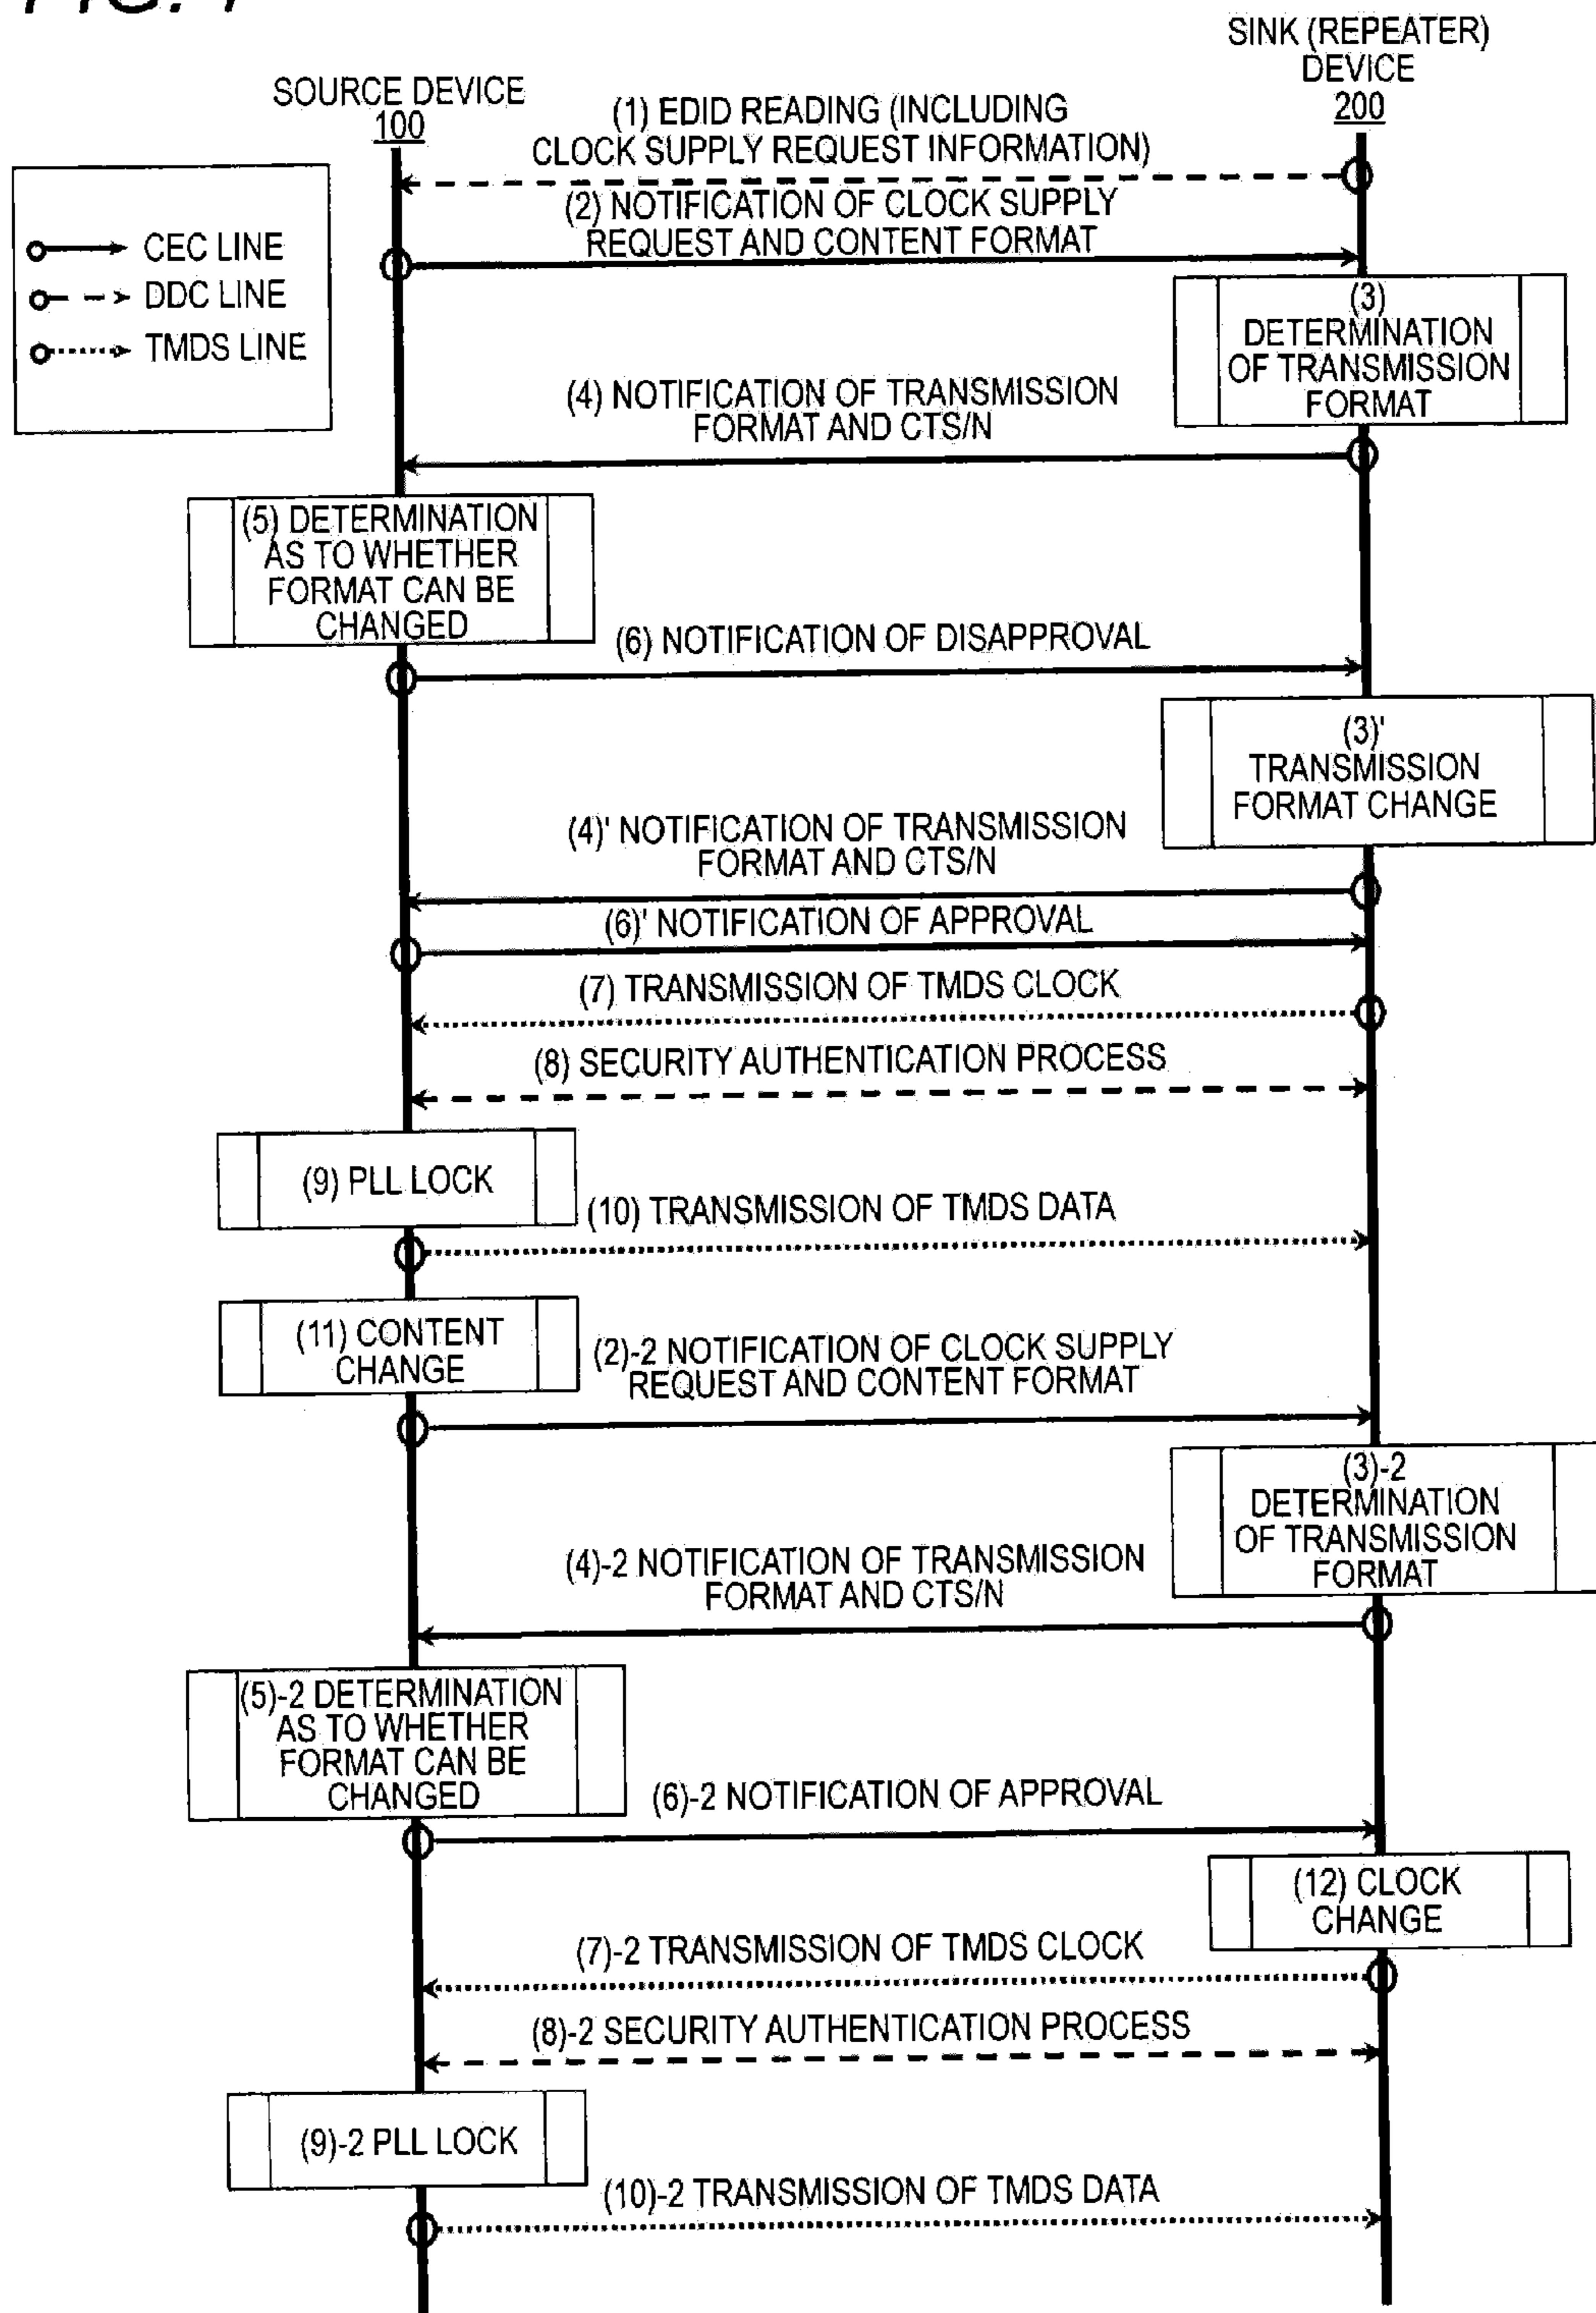 SINK (REPEATER)
DEVICE
200
SOURCE DEVICE
100
(1) EDID READING (INCLUDING
CLOCK SUPPLY REQUEST INFORMATION)
(2) NOTIFICATION OF CLOCK SUPPLY
REQUEST AND CONTENT FORMAT
CEC LINE
DDC LINE
TMDS LINE
(3)
DETERMINATION
OF TRANSMISSION
FORMAT
(4) NOTIFICATION OF TRANSMISSION
FORMAT AND CTS/N
(5) DETERMINATION
AS TO WHETHER
FORMAT CAN BE
CHANGED
(6) NOTIFICATION OF DISAPPROVAL
(3)'
TRANSMISSION
FORMAT CHANGE
(4)' NOTIFICATION OF TRANSMISSION
FORMAT AND CTS/N
(6)' NOTIFICATION OF APPROVAL
(7) TRANSMISSION OF TMDS CLOCK
(8) SECURITY AUTHENTICATION PROCESS
(9) PLL LOCK
(10) TRANSMISSION OF TMDS DATA
(11) CONTENT
CHANGE
(2)-2 NOTIFICATION OF CLOCK SUPPLY
REQUEST AND CONTENT FORMAT
(3)-2
DETERMINATION
OF TRANSMISSION
FORMAT
(4)-2 NOTIFICATION OF TRANSMISSION
FORMAT AND CTS/N
(5)-2 DETERMINATION
AS TO WHETHER
FORMAT CAN BE
CHANGED
(6)-2 NOTIFICATION OF APPROVAL
(12) CLOCK
CHANGE
(7)-2 TRANSMISSION OF TMDS CLOCK
(8)-2 SECURITY AUTHENTICATION PROCESS
(9)-2 PLL LOCK
(10)-2 TRANSMISSION OF TMDS DATA